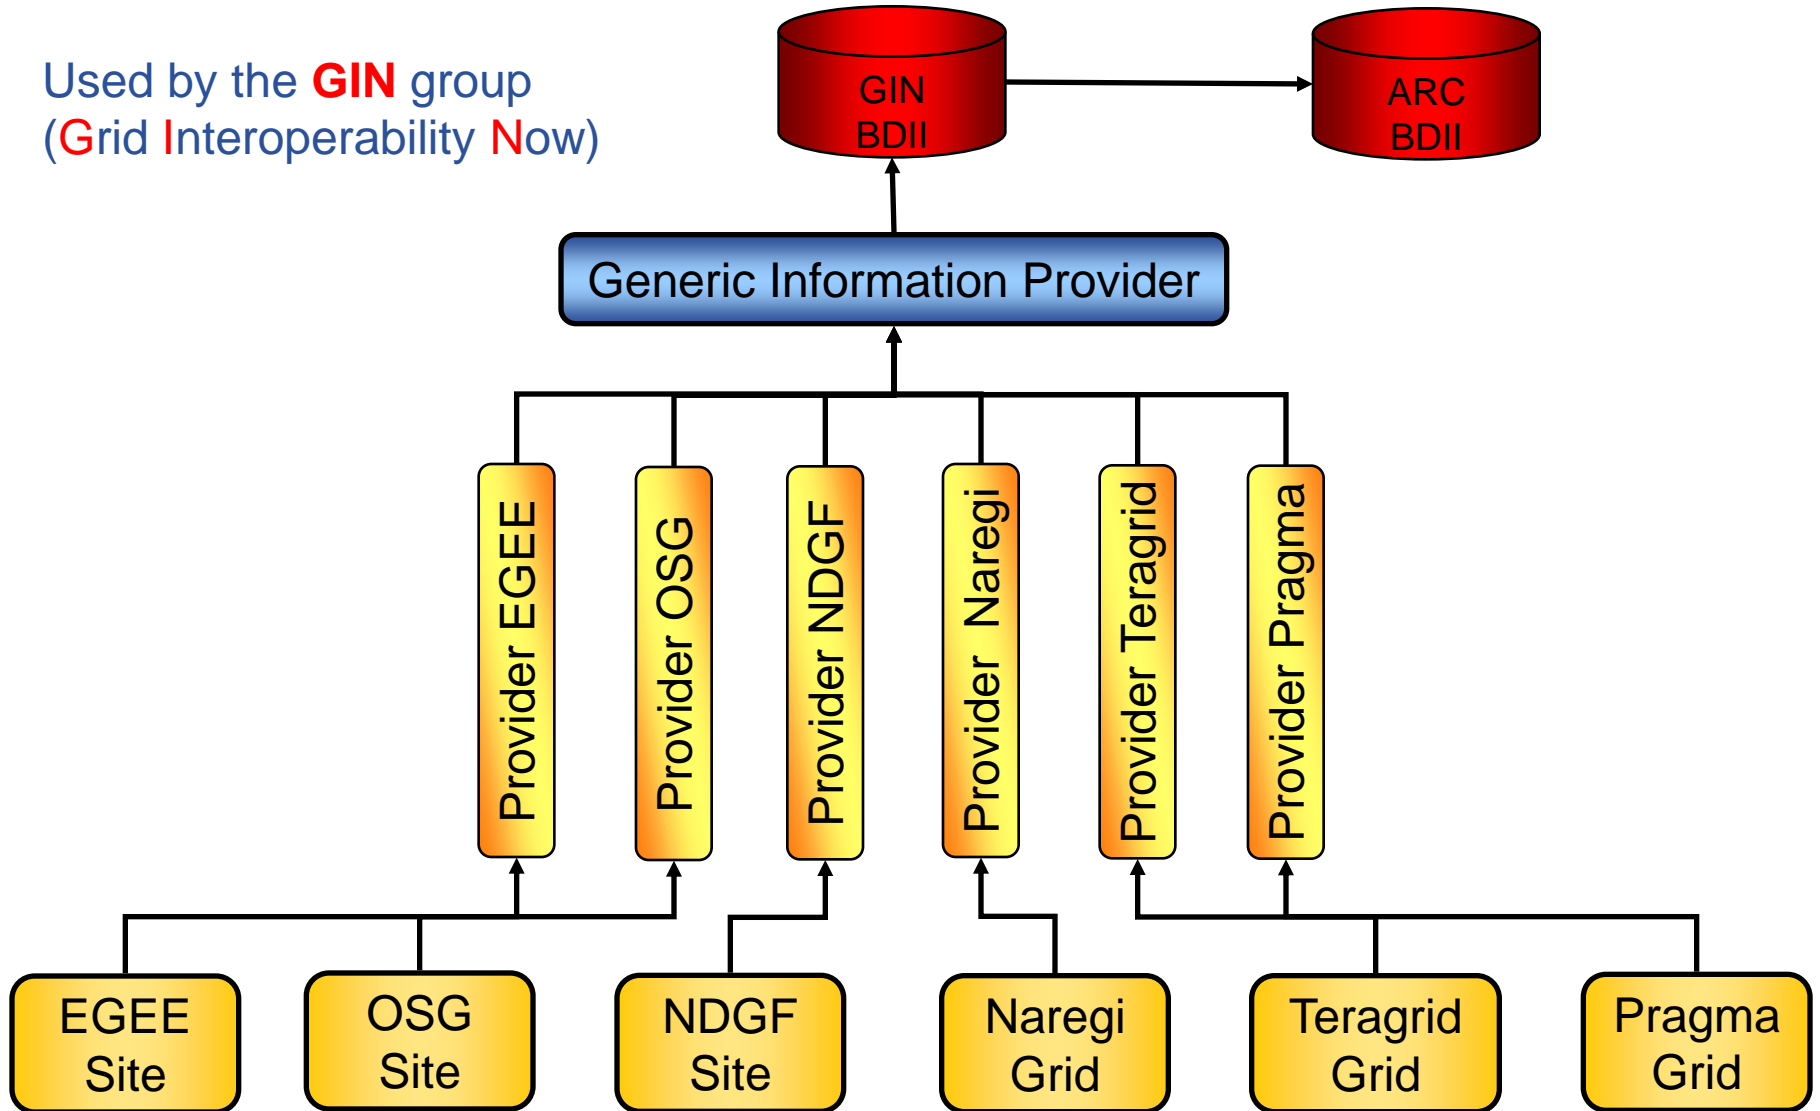 Used by the GIN group
(Grid Interoperability Now)
GIN
BDII
ARC
BDII
Generic Information Provider
Provider EGEE
Provider OSG
Provider NDGF
Provider Naregi
Provider Teragrid
Provider Pragma
EGEE
Site
OSG
Site
NDGF
Site
Naregi
Grid
Teragrid
Grid
Pragma
Grid